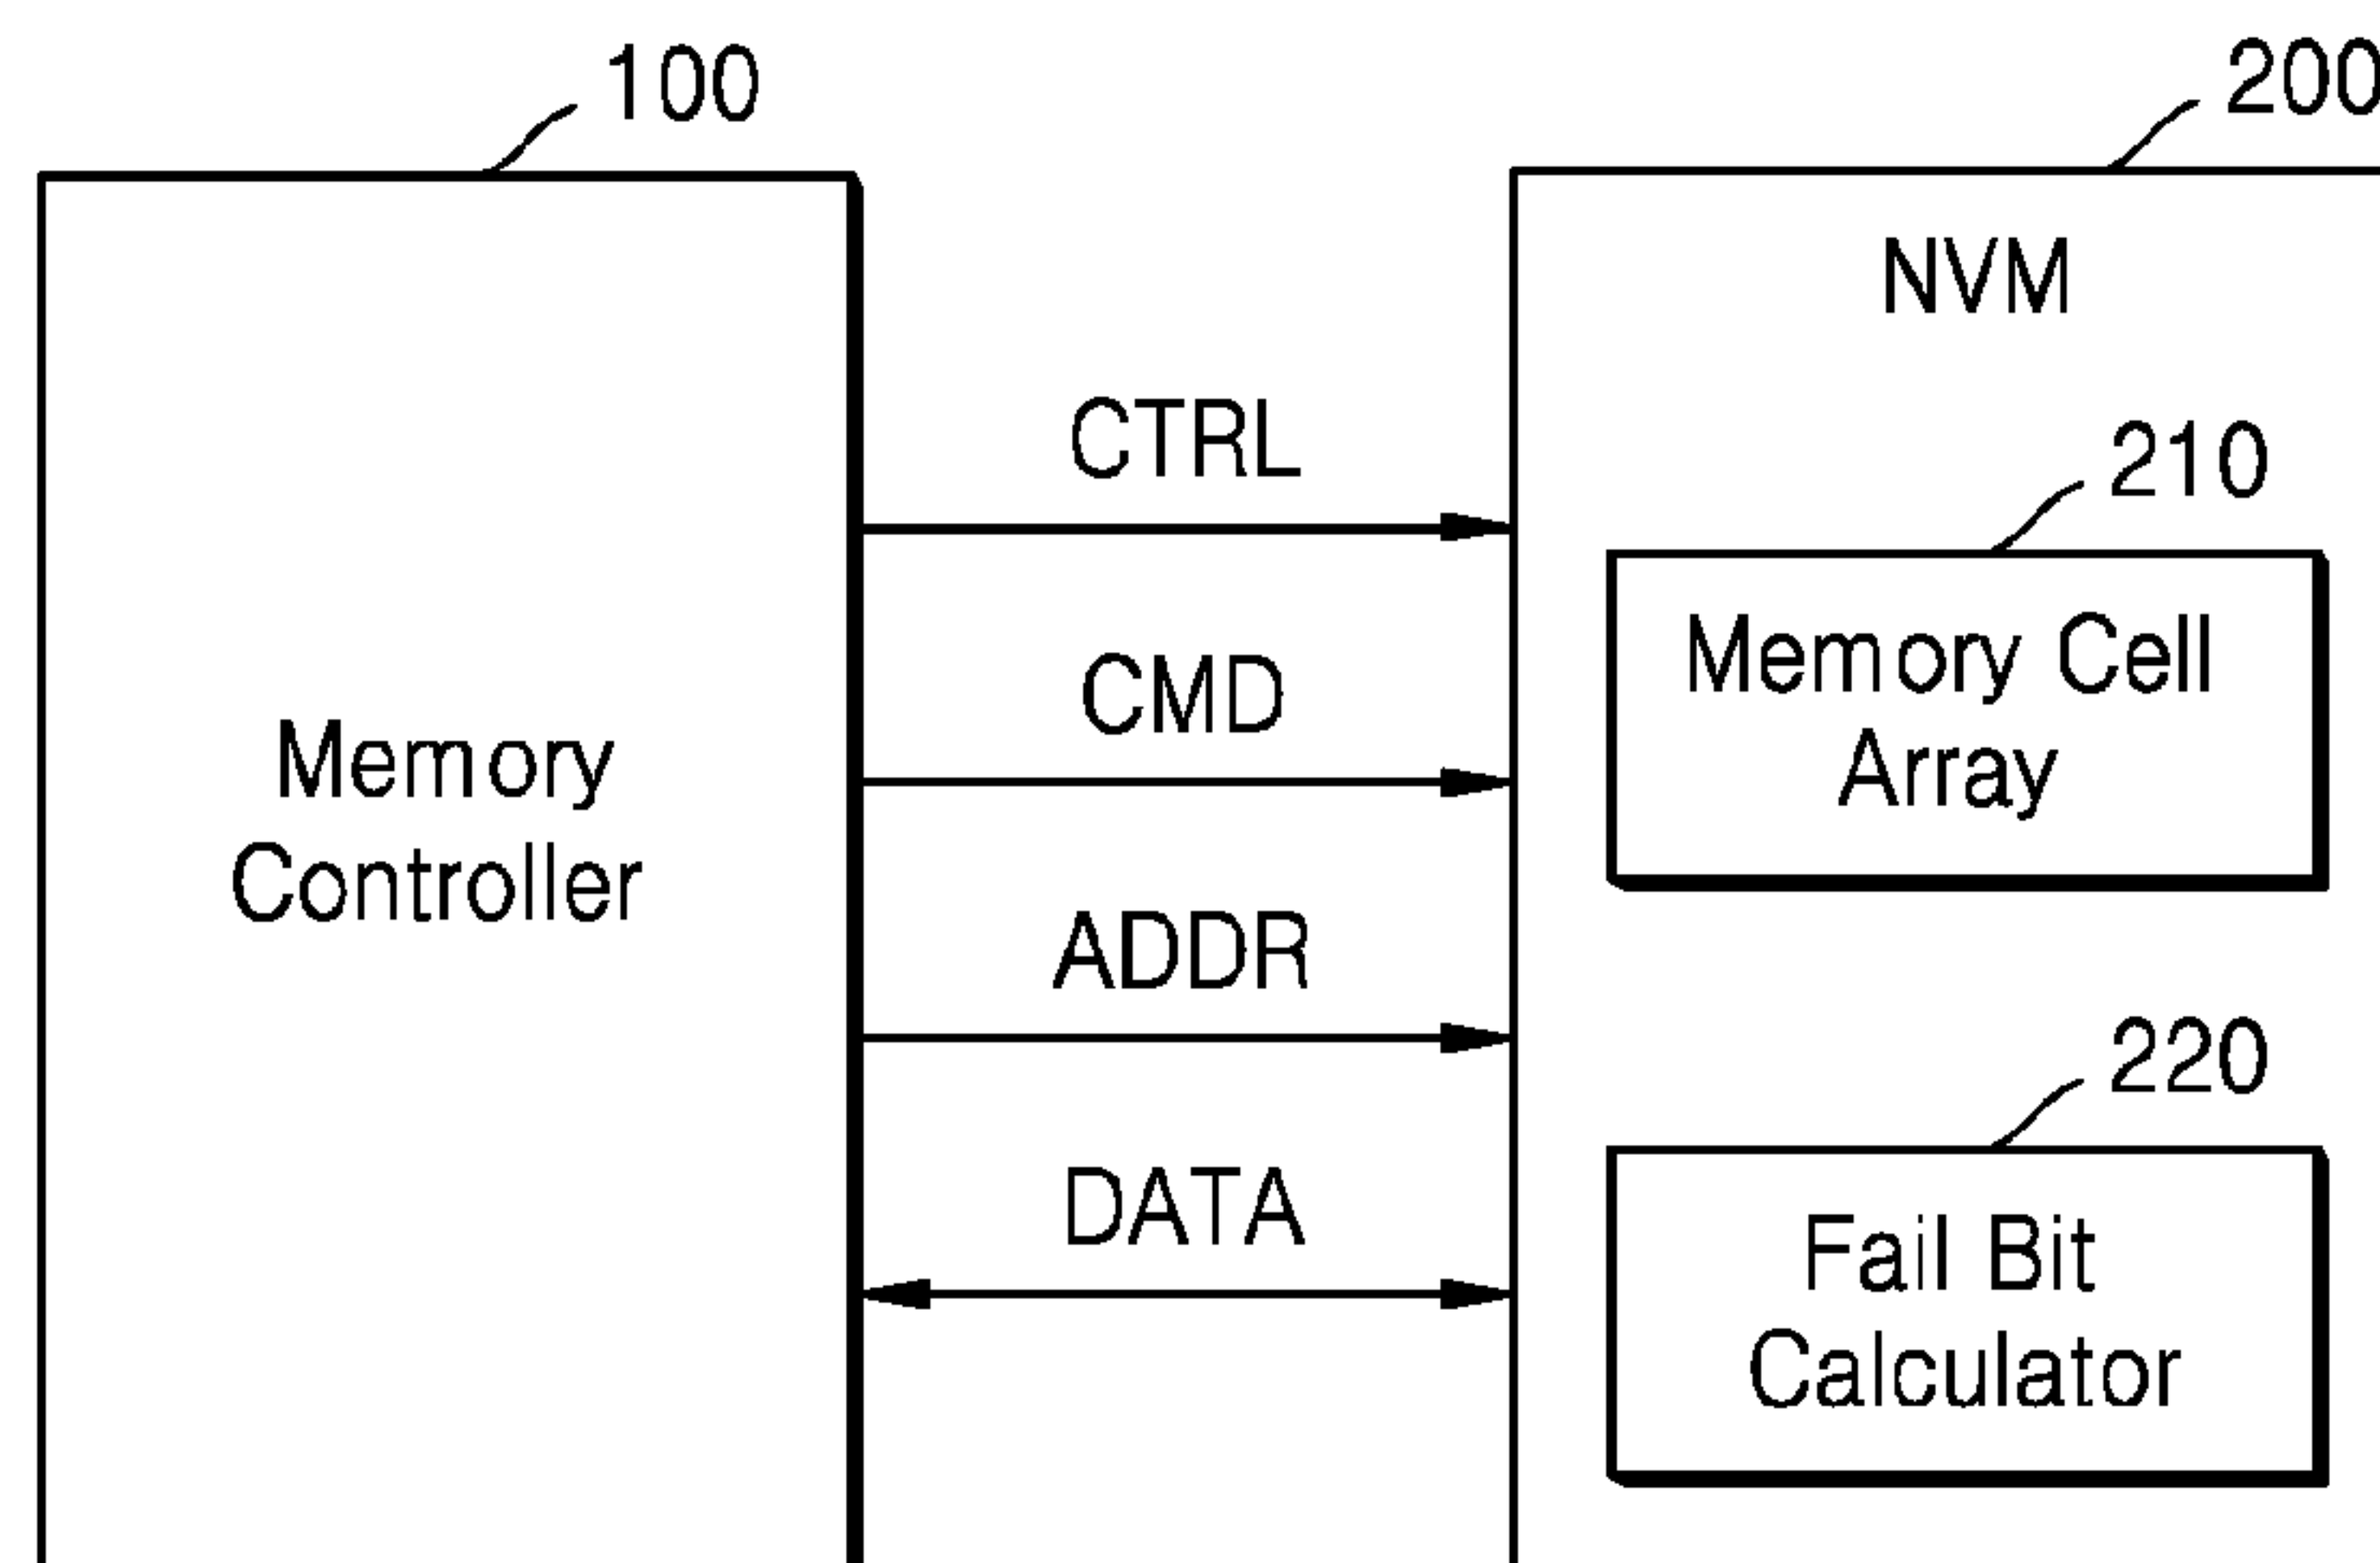 100
200
NVM
CTRL
210
Memory Cell
Array
CMD
Memory
Controller
ADDR
220
DATA
Fail Bit
Calculator